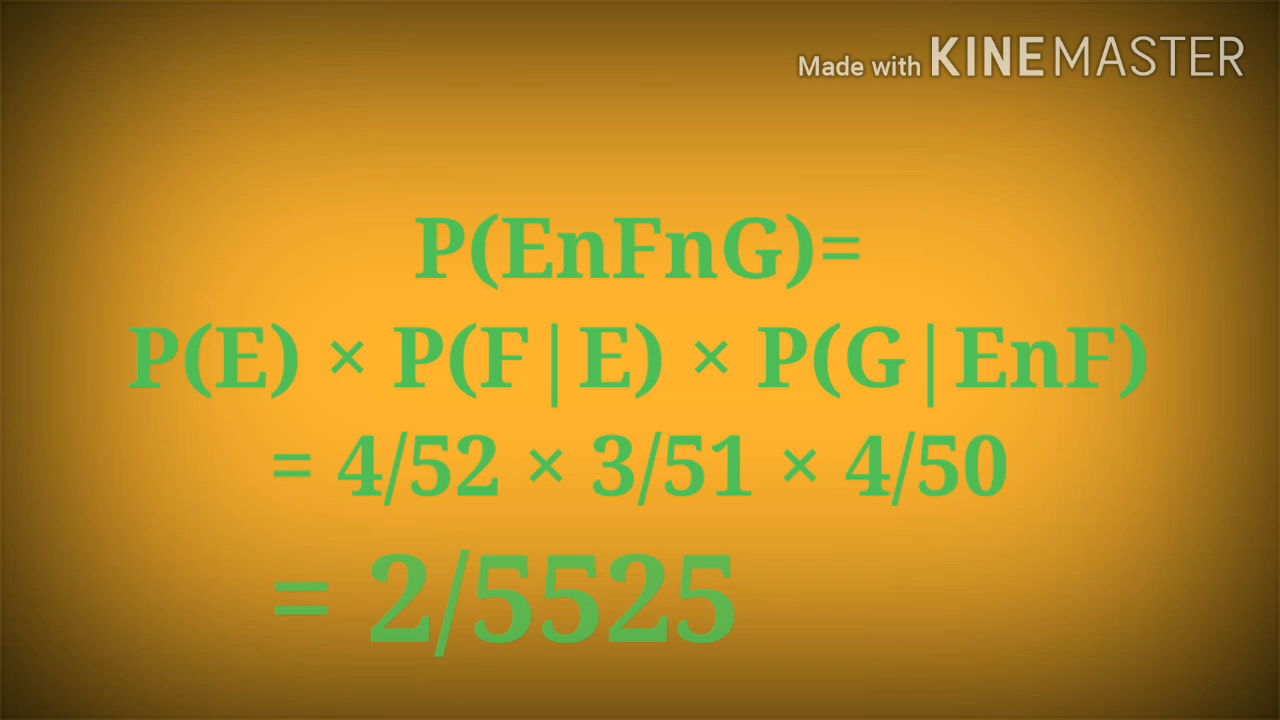 Made with KINEMASTER
P(EnFnG)=
P(E) × P(F|E) × P(G|EnF)
= 4/52 × 3/51 × 4/50
= 2/5525